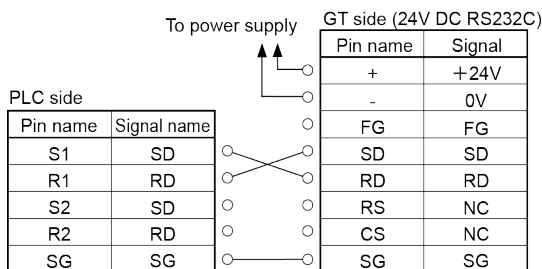 To power supply
GT side (24V DC RS232C)
Pin name Signal
+ +24V
- 0V
FG FG
SD SD
RD RD
RS NC
CS NC
SG SG
PLC side
Pin name Signal name
S1 SD
R1 RD
S2 SD
R2 RD
SG SG